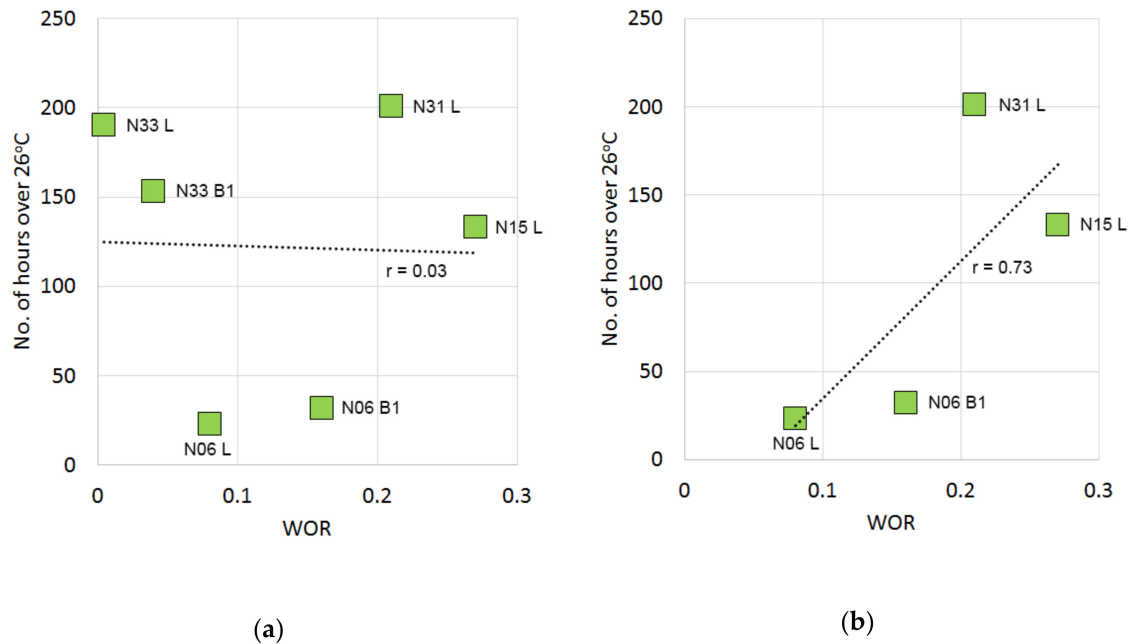 250
200
150
100
50
0
No. of hours over 26°C
N33 L
N31 L
N33 B1
N15 L
r = 0.03
N06 B1
N06 L
0
0.1
0.2
0.3
WOR
(a)
250
200
150
100
50
0
No. of hours over 26°C
N31 L
N15 L
r = 0.73
N06 B1
N06 L
0
0.1
0.2
0.3
WOR
(b)